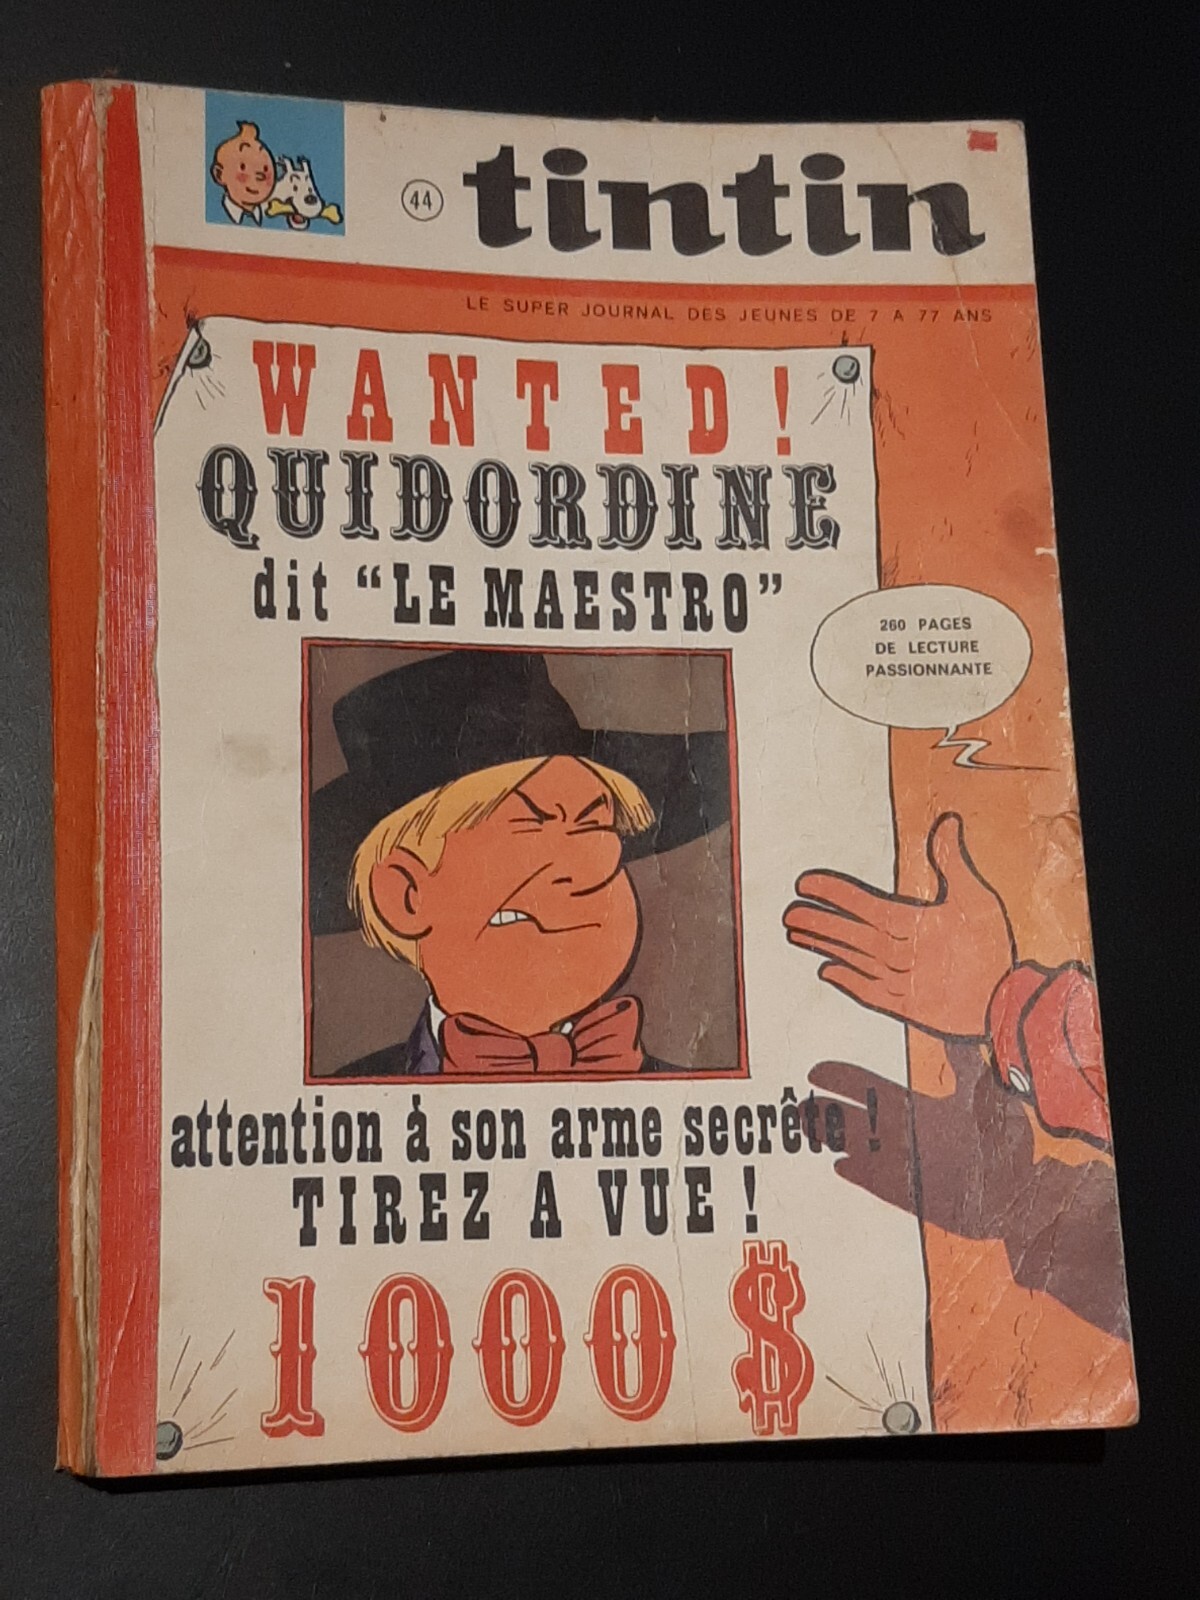 44
tintin
LE SUPER JOURNAL DES JEUNES DE 7 A 77 ANS
WANTED!
QUIDORDINE
dit “LE MAESTRO”
260 PAGES
DE LECTURE
PASSIONNANTE
attention à son arme secrête !
TIREZ A VUE !
1000 $